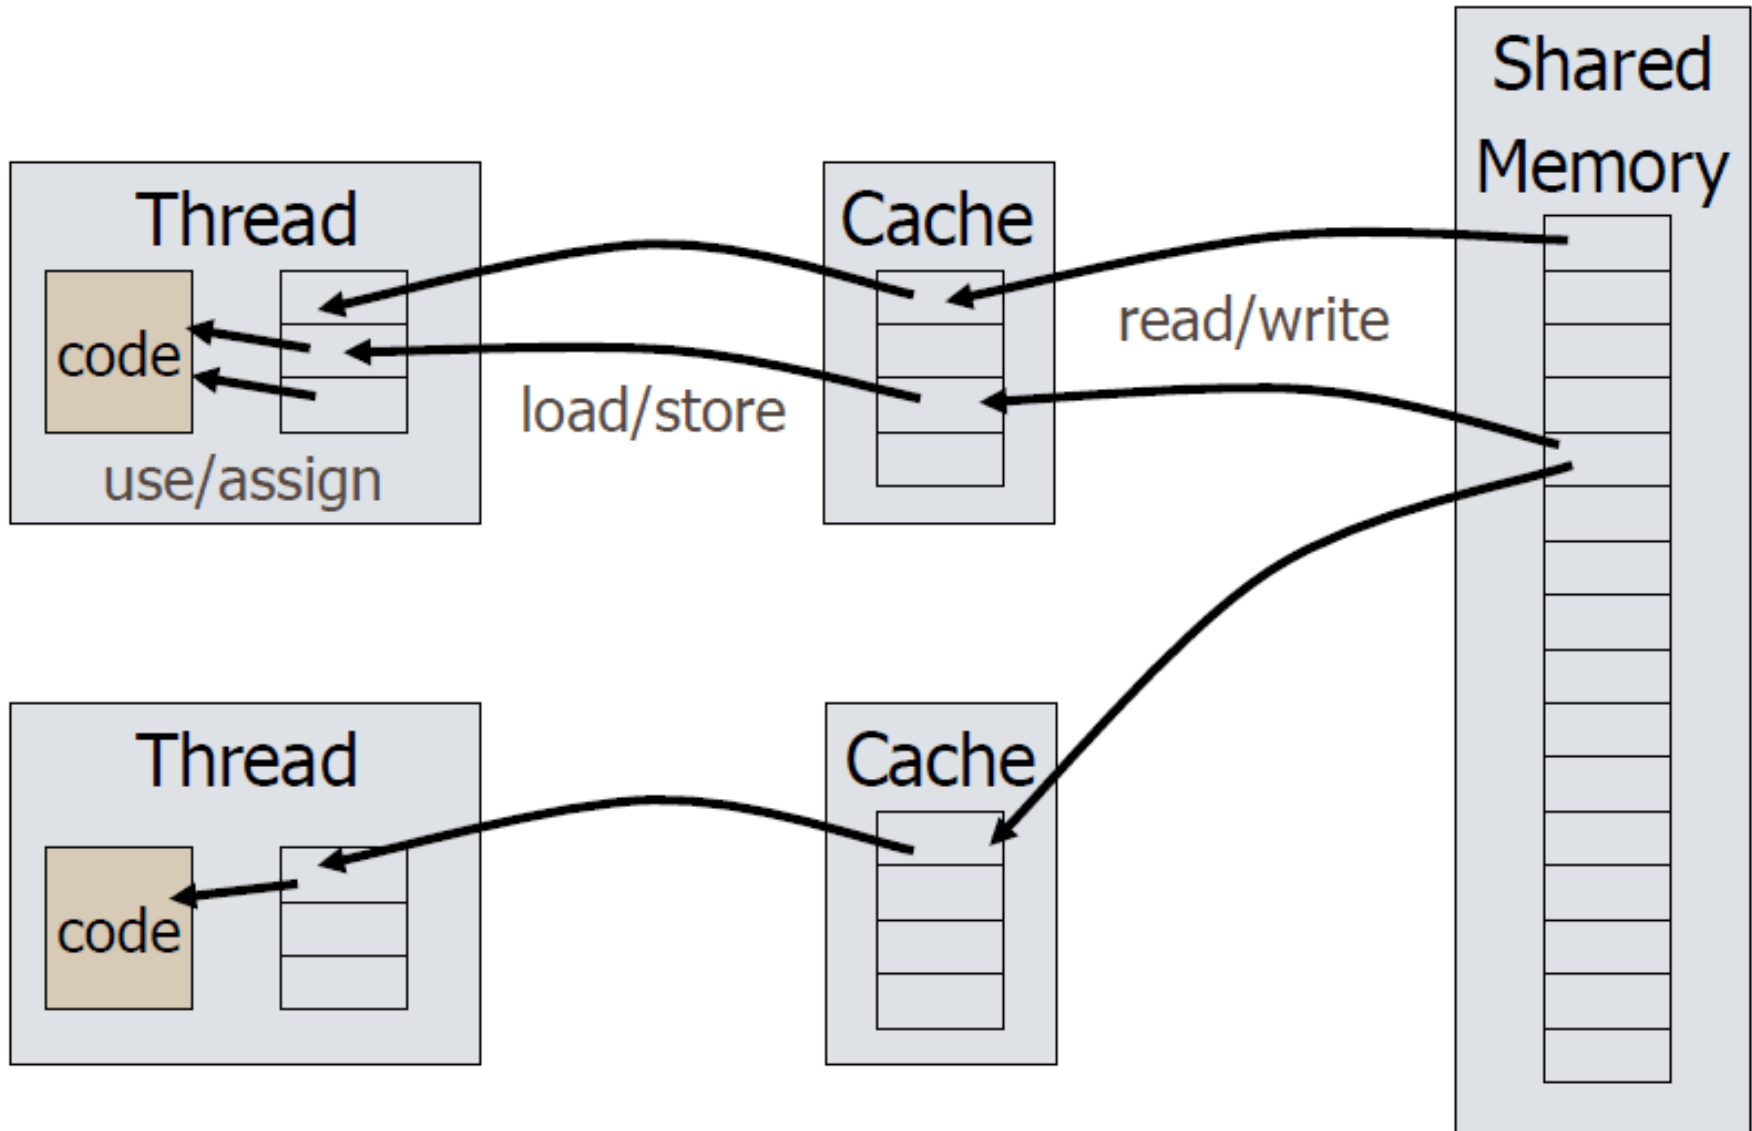 Shared
Memory
Thread
Cache
read/write
code
load/store
use/assign
Thread
Cache
code